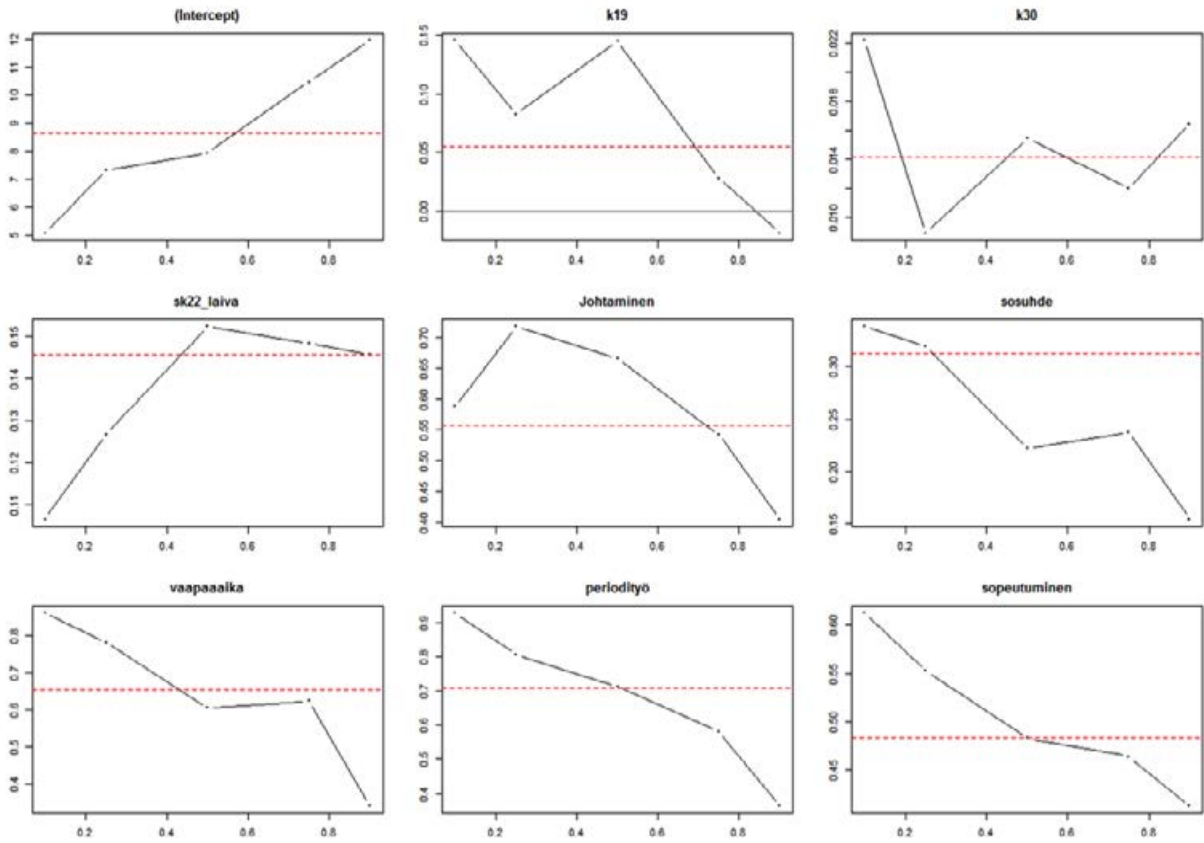 (Intercept)
k19
k30
5 6 7 8 9 10 11 12
0.00 0.05 0.10 0.15
0.010 0.014 0.018 0.022
0.2 0.4 0.6 0.8
0.2 0.4 0.6 0.8
0.2 0.4 0.6 0.8
sk22_laiva
Johtaminen
sosuhde
0.11 0.12 0.13 0.14 0.15
0.40 0.45 0.50 0.55 0.60 0.65 0.70
0.15 0.20 0.25 0.30
0.2 0.4 0.6 0.8
0.2 0.4 0.6 0.8
0.2 0.4 0.6 0.8
vaapaaaika
periodityö
sopeutuminen
0.4 0.5 0.6 0.7 0.8
0.4 0.5 0.6 0.7 0.8 0.9
0.45 0.50 0.55 0.60
0.2 0.4 0.6 0.8
0.2 0.4 0.6 0.8
0.2 0.4 0.6 0.8